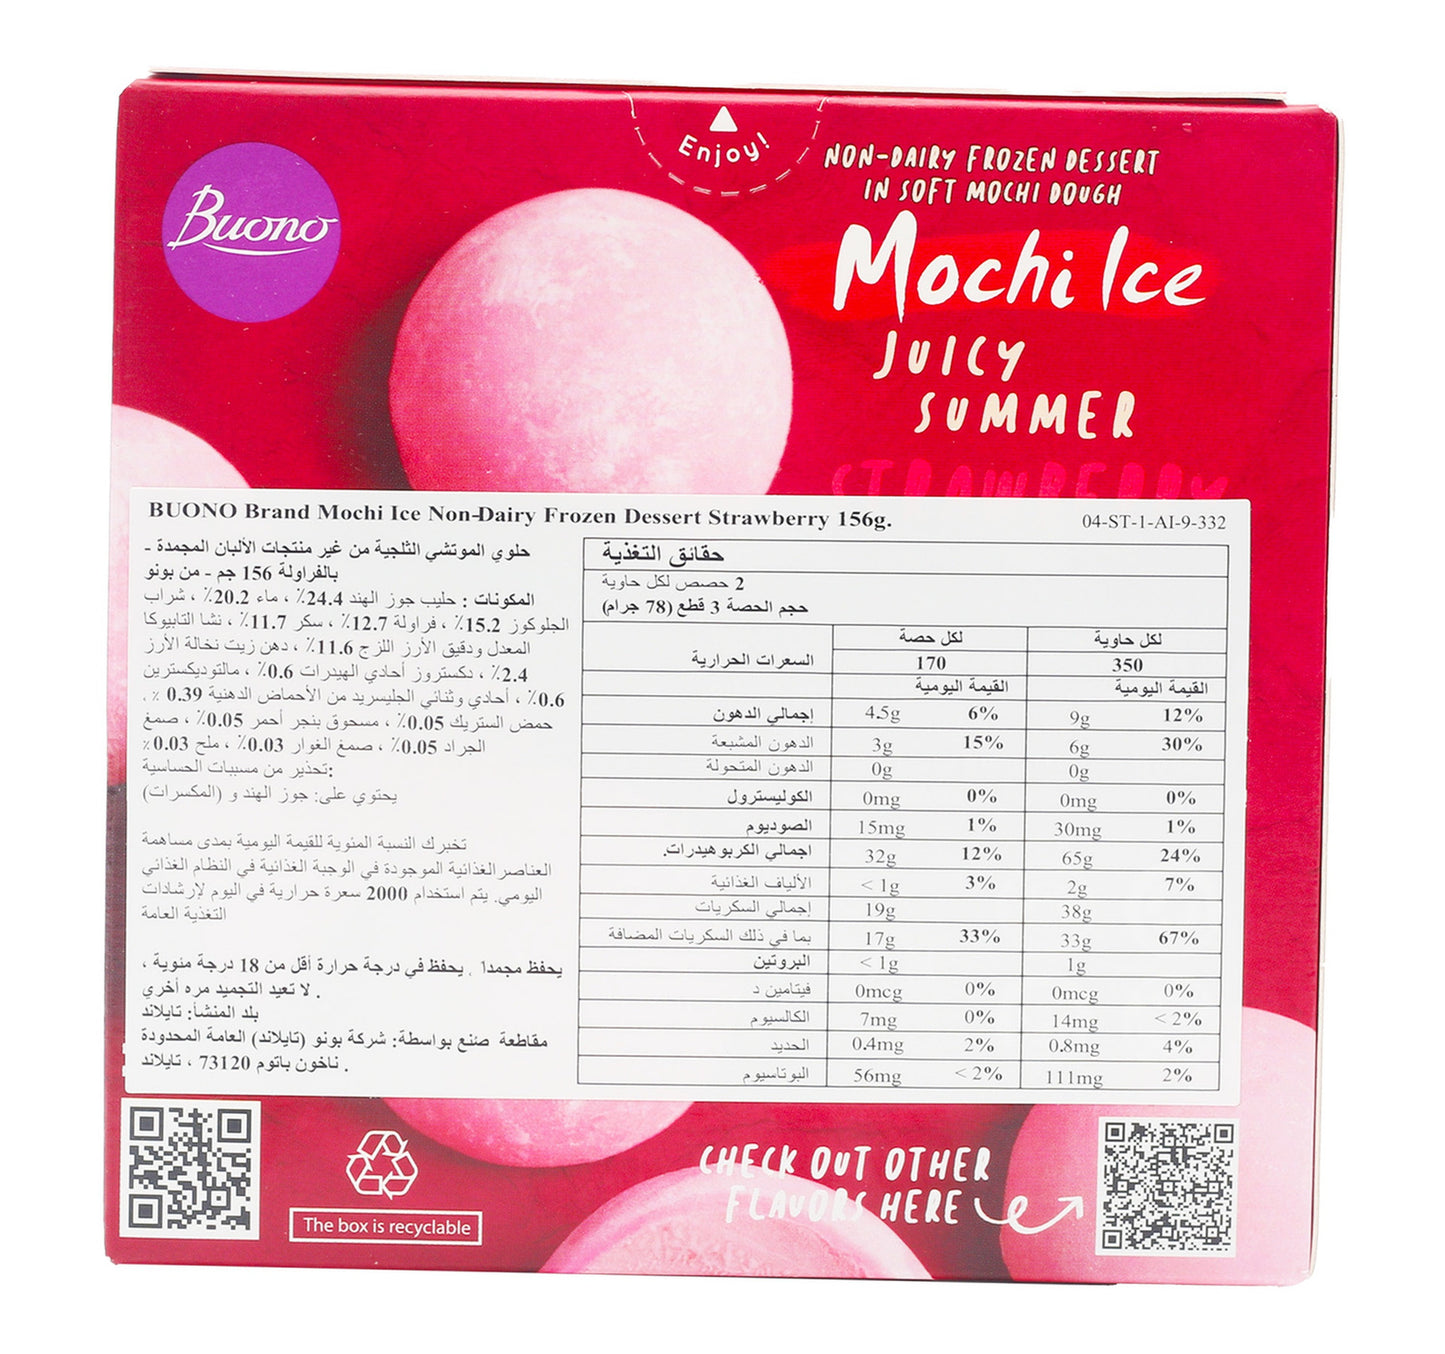 Enjoy!
Buono
NON-DAIRY FROZEN DESSERT
IN SOFT MOCHI DOUGH
Mochi Ice
JUICY
SUMMER
STRAWBERRY
BUONO Brand Mochi Ice Non-Dairy Frozen Dessert Strawberry 156g.
04-ST-1-AI-9-332
حلوي الموتشي الثلجية من غير منتجات الألبان المجمدة -
بالفراولة 156 جم - من بونو
المكونات : حليب جوز الهند 24.4٪ ، ماء 20.2٪ ، شراب
الجلوكوز 15.2٪ ، فراولة 12.7٪ ، سكر 11.7٪ ، نشا التابيوكا
المعدل ودقيق الأرز اللزج 11.6٪ ، دهن زيت نخالة الأرز
2.4٪ ، دكستروز أحادي الهيدرات 0.6٪ ، مالتوديكسترين
0.6٪ ، أحادي وثنائي الجليسريد من الأحماض الدهنية 0.39 ٪ .
حمض الستريك 0.05٪ ، مسحوق بنجر أحمر 0.05٪ ، صمغ
الجراد 0.05٪ ، صمغ الغوار 0.03٪ ، ملح 0.03٪
تحذير من مسببات الحساسية:
يحتوي على: جوز الهند و (المكسرات)
تخبرك النسبة المئوية للقيمة اليومية بمدى مساهمة
العناصر الغذائية الموجودة في الوجبة الغذائية في النظام الغذائي
اليومي. يتم استخدام 2000 سعرة حرارية في اليوم لإرشادات
التغذية العامة
يحفظ مجمدا . يحفظ في درجة حرارة أقل من 18 درجة مئوية ،
لا تعيد التجميد مره أخري .
بلد المنشأ: تايلاند
مقاطعة صنع بواسطة: شركة بونو (تايلاند) العامة المحدودة
ناخون باتوم 73120 ، تايلاند .
حقائق التغذية
2 حصص لكل حاوية
حجم الحصة 3 قطع (78 جرام)
لكل حصة لكل حاوية
السعرات الحرارية 170 350
القيمة اليومية القيمة اليومية
إجمالي الدهون 4.5g 6% 9g 12%
الدهون المشبعة 3g 15% 6g 30%
الدهون المتحولة 0g 0g
الكوليسترول 0mg 0% 0mg 0%
الصوديوم 15mg 1% 30mg 1%
اجمالي الكربوهيدرات. 32g 12% 65g 24%
الألياف الغذائية < 1g 3% 2g 7%
إجمالي السكريات 19g 38g
بما في ذلك السكريات المضافة 17g 33% 33g 67%
البروتين < 1g 1g
فيتامين د 0mcg 0% 0mcg 0%
الكالسيوم 7mg 0% 14mg < 2%
الحديد 0.4mg 2% 0.8mg 4%
البوتاسيوم 56mg < 2% 111mg 2%
The box is recyclable
CHECK OUT OTHER
FLAVORS HERE